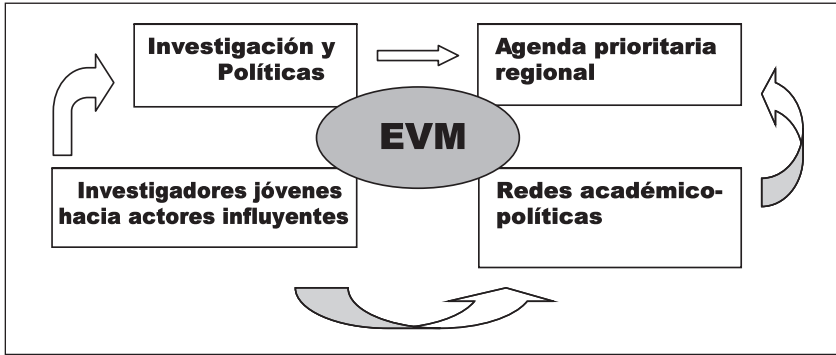 Investigación y
Políticas
Agenda prioritaria
regional
EVM
Investigadores jóvenes
hacia actores influyentes
Redes académico-
políticas